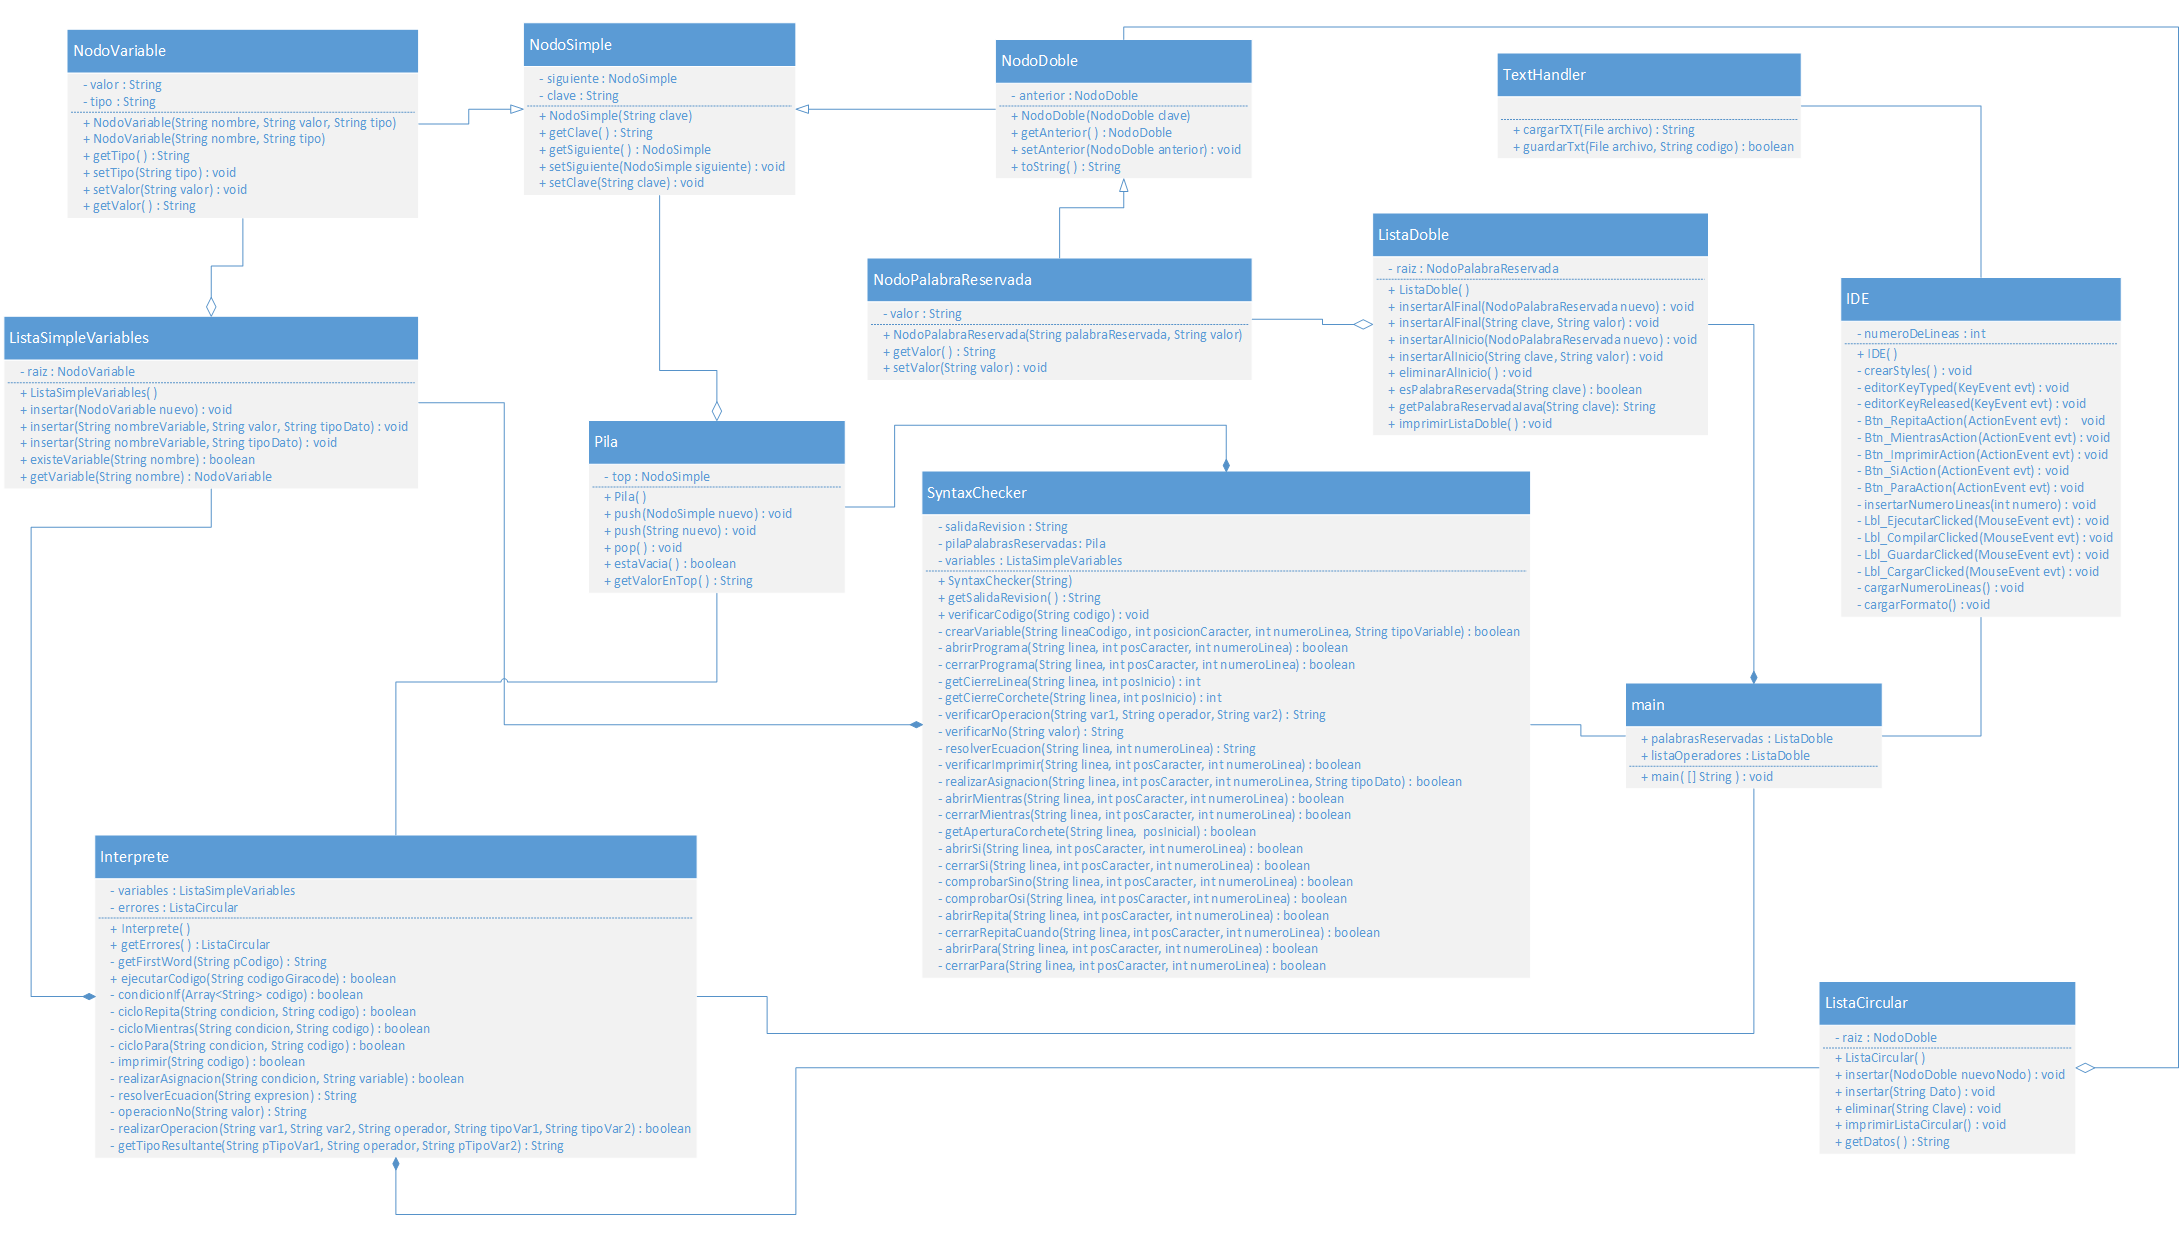 NodoVariable
- valor : String
- tipo : String
+ NodoVariable(String nombre, String valor, String tipo)
+ NodoVariable(String nombre, String tipo)
+ getTipo( ) : String
+ setTipo(String tipo) : void
+ setValor(String valor) : void
+ getValor( ) : String
NodoSimple
- siguiente : NodoSimple
- clave : String
+ NodoSimple(String clave)
+ getClave( ) : String
+ getSiguiente( ) : NodoSimple
+ setSiguiente(NodoSimple siguiente) : void
+ setClave(String clave) : void
NodoDoble
- anterior : NodoDoble
+ NodoDoble(NodoDoble clave)
+ getAnterior( ) : NodoDoble
+ setAnterior(NodoDoble anterior) : void
+ toString( ) : String
TextHandler
+ cargarTXT(File archivo) : String
+ guardarTxt(File archivo, String codigo) : boolean
NodoPalabraReservada
- valor : String
+ NodoPalabraReservada(String palabraReservada, String valor)
+ getValor( ) : String
+ setValor(String valor) : void
ListaDoble
- raiz : NodoPalabraReservada
+ ListaDoble( )
+ insertarAlFinal(NodoPalabraReservada nuevo) : void
+ insertarAlFinal(String clave, String valor) : void
+ insertarAlInicio(NodoPalabraReservada nuevo) : void
+ insertarAlInicio(String clave, String valor) : void
+ eliminarAlInicio( ) : void
+ esPalabraReservada(String clave) : boolean
+ getPalabraReservadaJava(String clave): String
+ imprimirListaDoble( ) : void
IDE
- numeroDeLineas : int
+ IDE( )
- crearStyles( ) : void
- editorKeyTyped(KeyEvent evt) : void
- editorKeyReleased(KeyEvent evt) : void
- Btn_RepitaAction(ActionEvent evt) : void
- Btn_MientrasAction(ActionEvent evt) : void
- Btn_ImprimirAction(ActionEvent evt) : void
- Btn_SiAction(ActionEvent evt) : void
- Btn_ParaAction(ActionEvent evt) : void
- insertarNumeroLineas(int numero) : void
- Lbl_EjecutarClicked(MouseEvent evt) : void
- Lbl_CompilarClicked(MouseEvent evt) : void
- Lbl_GuardarClicked(MouseEvent evt) : void
- Lbl_CargarClicked(MouseEvent evt) : void
- cargarNumeroLineas() : void
- cargarFormato() : void
ListaSimpleVariables
- raiz : NodoVariable
+ ListaSimpleVariables( )
+ insertar(NodoVariable nuevo) : void
+ insertar(String nombreVariable, String valor, String tipoDato) : void
+ insertar(String nombreVariable, String tipoDato) : void
+ existeVariable(String nombre) : boolean
+ getVariable(String nombre) : NodoVariable
Pila
- top : NodoSimple
+ Pila( )
+ push(NodoSimple nuevo) : void
+ push(String nuevo) : void
+ pop( ) : void
+ estaVacia( ) : boolean
+ getValorEnTop( ) : String
SyntaxChecker
- salidaRevision : String
- pilaPalabrasReservadas: Pila
- variables : ListaSimpleVariables
+ SyntaxChecker(String)
+ getSalidaRevision( ) : String
+ verificarCodigo(String codigo) : void
- crearVariable(String lineaCodigo, int posicionCaracter, int numeroLinea, String tipoVariable) : boolean
- abrirPrograma(String linea, int posCaracter, int numeroLinea) : boolean
- cerrarPrograma(String linea, int posCaracter, int numeroLinea) : boolean
- getCierreLinea(String linea, int posInicio) : int
- getCierreCorchete(String linea, int posInicio) : int
- verificarOperacion(String var1, String operador, String var2) : String
- verificarNo(String valor) : String
- resolverEcuacion(String linea, int numeroLinea) : String
- verificarImprimir(String linea, int posCaracter, int numeroLinea) : boolean
- realizarAsignacion(String linea, int posCaracter, int numeroLinea, String tipoDato) : boolean
- abrirMientras(String linea, int posCaracter, int numeroLinea) : boolean
- cerrarMientras(String linea, int posCaracter, int numeroLinea) : boolean
- getAperturaCorchete(String linea, posInicial) : boolean
- abrirSi(String linea, int posCaracter, int numeroLinea) : boolean
- cerrarSi(String linea, int posCaracter, int numeroLinea) : boolean
- comprobarSino(String linea, int posCaracter, int numeroLinea) : boolean
- comprobarOsi(String linea, int posCaracter, int numeroLinea) : boolean
- abrirRepita(String linea, int posCaracter, int numeroLinea) : boolean
- cerrarRepitaCuando(String linea, int posCaracter, int numeroLinea) : boolean
- abrirPara(String linea, int posCaracter, int numeroLinea) : boolean
- cerrarPara(String linea, int posCaracter, int numeroLinea) : boolean
main
+ palabrasReservadas : ListaDoble
+ listaOperadores : ListaDoble
+ main( [] String ) : void
Interprete
- variables : ListaSimpleVariables
- errores : ListaCircular
+ Interprete( )
+ getErrores( ) : ListaCircular
- getFirstWord(String pCodigo) : String
+ ejecutarCodigo(String codigoGiracode) : boolean
- condicionIf(Array<String> codigo) : boolean
- cicloRepita(String condicion, String codigo) : boolean
- cicloMientras(String condicion, String codigo) : boolean
- cicloPara(String condicion, String codigo) : boolean
- imprimir(String codigo) : boolean
- realizarAsignacion(String condicion, String variable) : boolean
- resolverEcuacion(String expresion) : String
- operacionNo(String valor) : String
- realizarOperacion(String var1, String var2, String operador, String tipoVar1, String tipoVar2) : boolean
- getTipoResultante(String pTipoVar1, String operador, String pTipoVar2) : String
ListaCircular
- raiz : NodoDoble
+ ListaCircular( )
+ insertar(NodoDoble nuevoNodo) : void
+ insertar(String Dato) : void
+ eliminar(String Clave) : void
+ imprimirListaCircular() : void
+ getDatos( ) : String